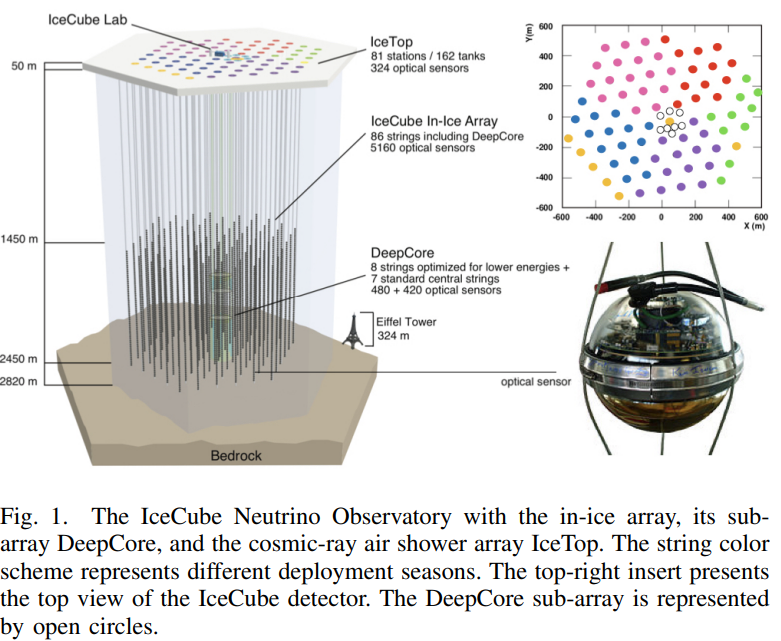 IceCube Lab
IceTop
81 stations / 162 tanks
324 optical sensors
50 m
IceCube In-Ice Array
86 strings including DeepCore
5160 optical sensors
1450 m
DeepCore
8 strings optimized for lower energies +
7 standard central strings
480 + 420 optical sensors
Eiffel Tower
324 m
2450 m
2820 m
optical sensor
Bedrock
Y(m)
600
400
200
0
-200
-400
-600
-600
-400
-200
0
200
400
600
X (m)
Fig. 1. The IceCube Neutrino Observatory with the in-ice array, its sub-
array DeepCore, and the cosmic-ray air shower array IceTop. The string color
scheme represents different deployment seasons. The top-right insert presents
the top view of the IceCube detector. The DeepCore sub-array is represented
by open circles.